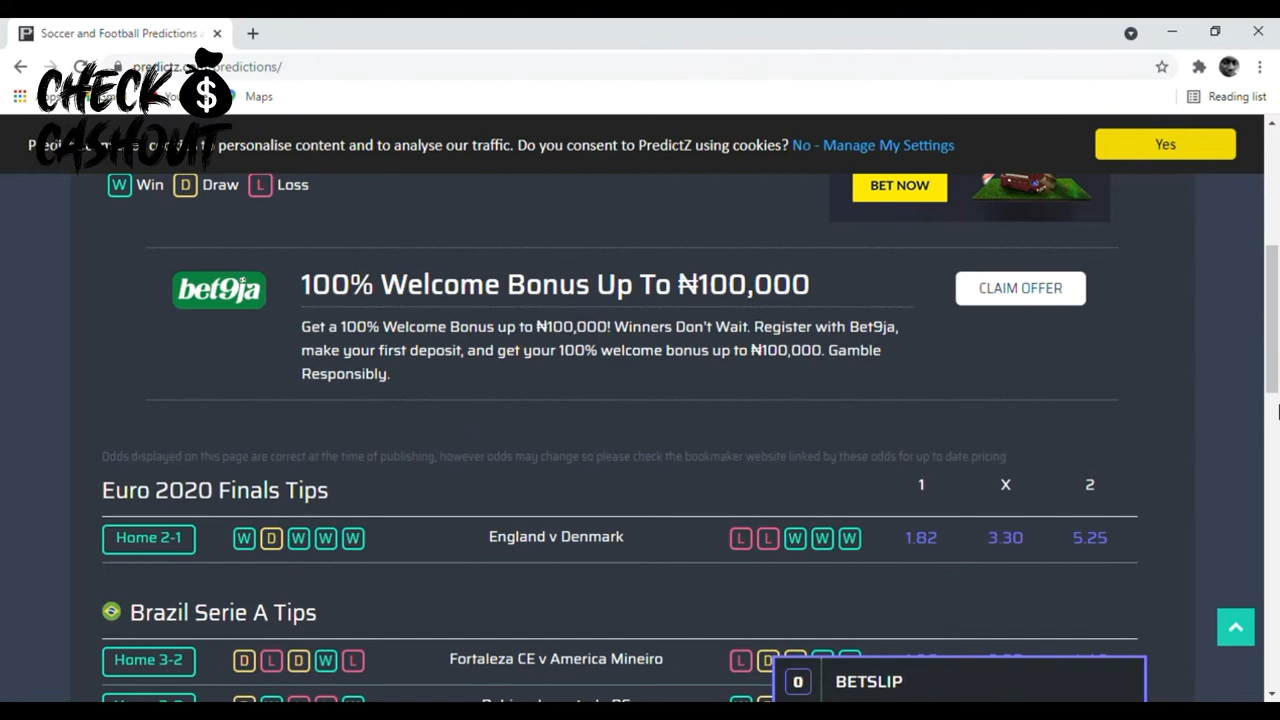 Soccer and Football Predictions
predictz.com/predictions/
CHECK $
CASHOUT
Maps
Reading list
to personalise content and to analyse our traffic. Do you consent to PredictZ using cookies? No - Manage My Settings
Yes
W Win D Draw L Loss
BET NOW
bet9ja
100% Welcome Bonus Up To ₦100,000
CLAIM OFFER
Get a 100% Welcome Bonus up to ₦100,000! Winners Don't Wait. Register with Bet9ja,
make your first deposit, and get your 100% welcome bonus up to ₦100,000. Gamble
Responsibly.
Odds displayed on this page are correct at the time of publishing, however odds may change so please check the bookmaker website linked by these odds for up to date pricing
Euro 2020 Finals Tips 1 X 2
Home 2-1 W D W W W England v Denmark L L W W W 1.82 3.30 5.25
Brazil Serie A Tips
Home 3-2 D L D W L Fortaleza CE v America Mineiro L D
0 BETSLIP